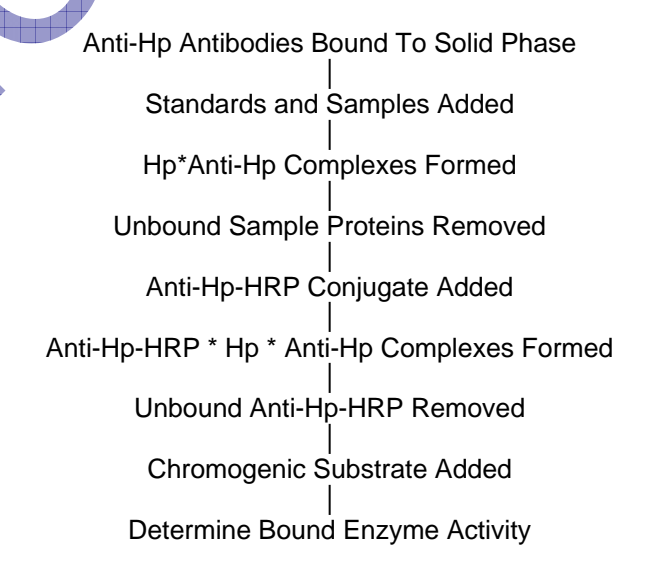 Anti-Hp Antibodies Bound To Solid Phase
Standards and Samples Added
Hp*Anti-Hp Complexes Formed
Unbound Sample Proteins Removed
Anti-Hp-HRP Conjugate Added
Anti-Hp-HRP * Hp * Anti-Hp Complexes Formed
Unbound Anti-Hp-HRP Removed
Chromogenic Substrate Added
Determine Bound Enzyme Activity